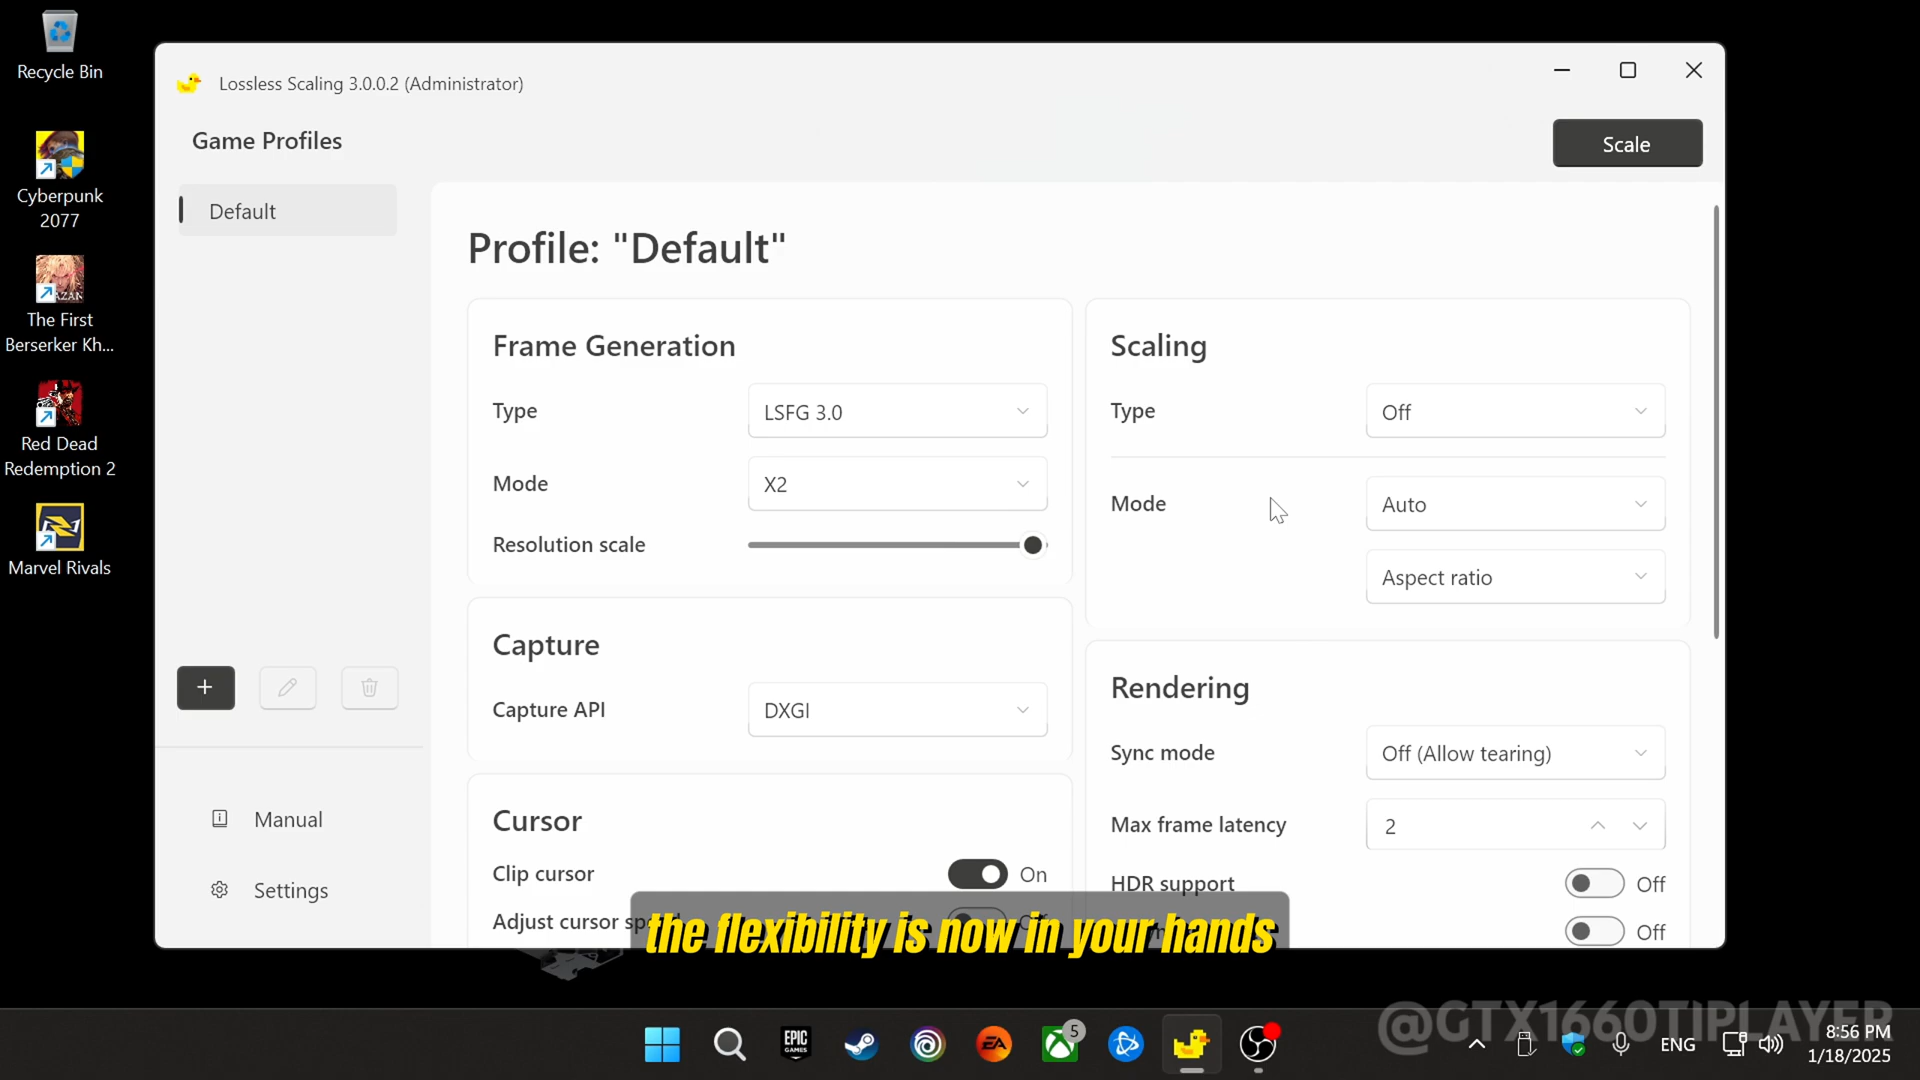 Recycle Bin
Cyberpunk
2077
The First
Berserker Kh...
Red Dead
Redemption 2
Marvel Rivals
Lossless Scaling 3.0.0.2 (Administrator)
Game Profiles
Scale
Default
Profile: "Default"
Frame Generation
Type
LSFG 3.0
Mode
X2
Resolution scale
Capture
Capture API
DXGI
Cursor
Clip cursor
On
Adjust cursor
Scaling
Type
Off
Mode
Auto
Aspect ratio
Rendering
Sync mode
Off (Allow tearing)
Max frame latency
2
HDR support
Off
Off
+
Manual
Settings
the flexibility is now in your hands
@GTX1660TIPLAYER
EPIC
GAMES
EA
5
ENG
8:56 PM
1/18/2025